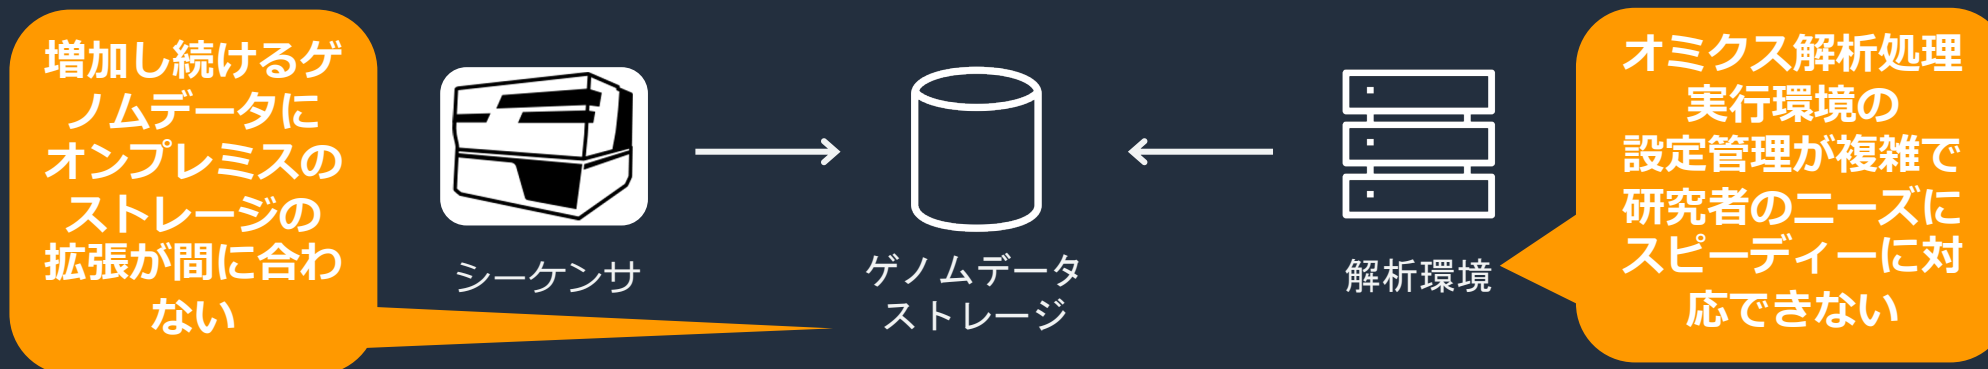 増加し続けるゲ
ノムデータに
オンプレミスの
ストレージの
拡張が間に合わ
ない
シーケンサ
ゲノムデータ
ストレージ
解析環境
オミクス解析処理
実行環境の
設定管理が複雑で
研究者のニーズに
スピーディーに対
応できない